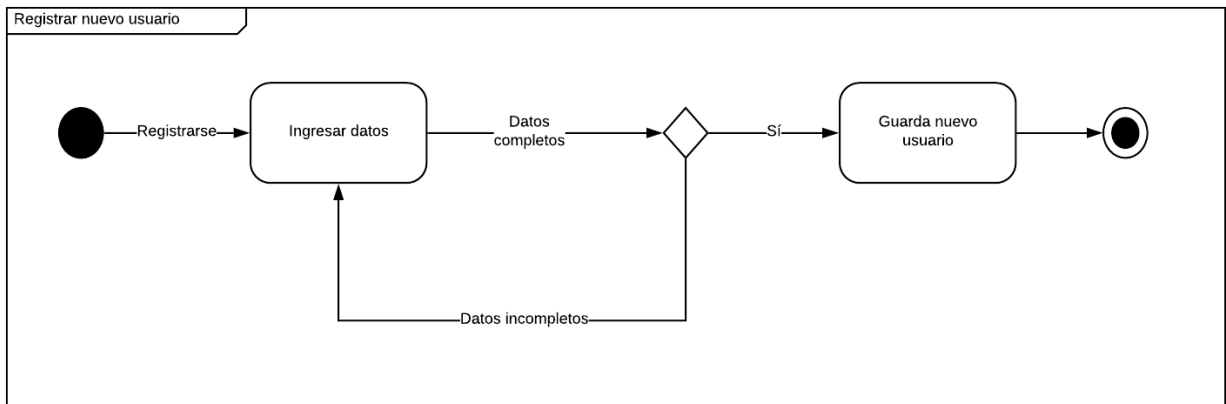 Registrar nuevo usuario
Registrarse
Ingresar datos
Datos
completos
Sí
Guarda nuevo
usuario
Datos incompletos